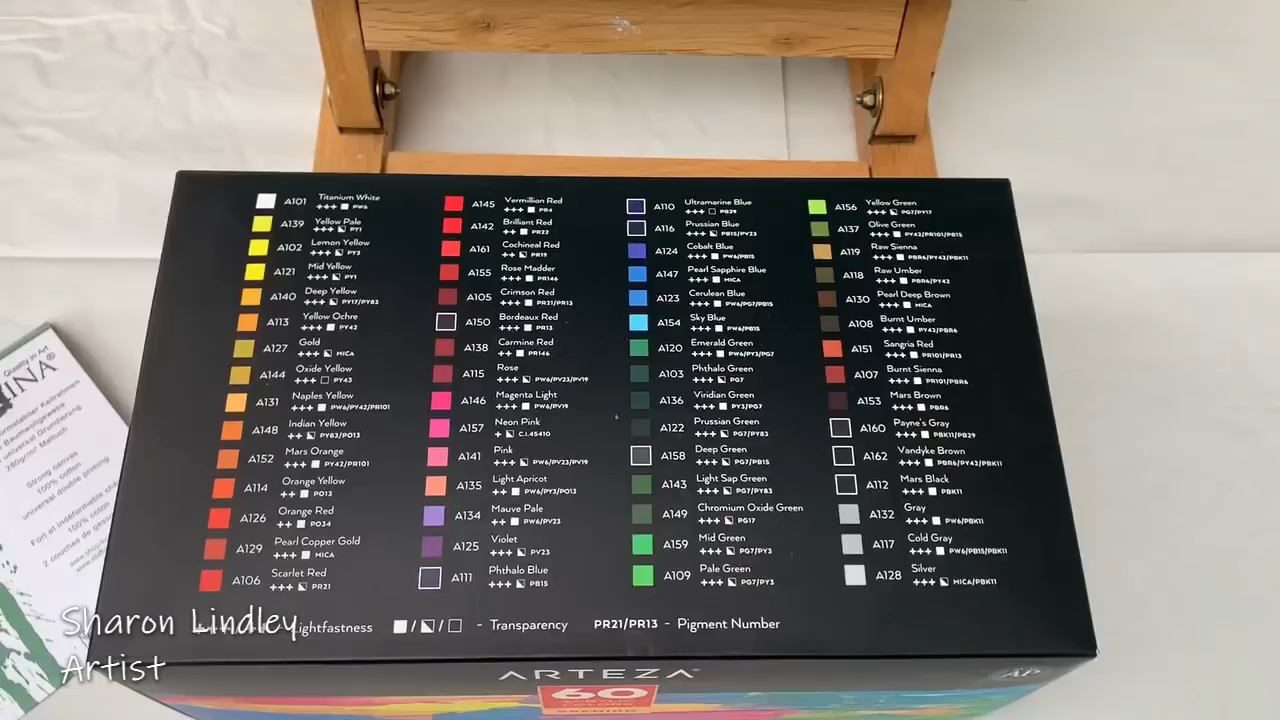 A101 Titanium White
+++ PW6
A139 Yellow Pale
+++ PY1
A102 Lemon Yellow
+++ PY3
A121 Mid Yellow
+++ PY1
A140 Deep Yellow
+++ PY17/PY83
A113 Yellow Ochre
+++ PY42
A127 Gold
+++ MICA
A144 Oxide Yellow
+++ PY43
A131 Naples Yellow
+++ PW6/PY42/PR101
A148 Indian Yellow
++ PY83/PO13
A152 Mars Orange
+++ PY42/PR101
A114 Orange Yellow
++ PO13
A126 Orange Red
++ PO34
A129 Pearl Copper Gold
+++ MICA
A106 Scarlet Red
+++ PR21
A145 Vermillion Red
+++ PR4
A142 Brilliant Red
++ PR22
A161 Cochineal Red
++ PR19
A155 Rose Madder
+++ PR146
A105 Crimson Red
+++ PR21/PR13
A150 Bordeaux Red
+++ PR13
A138 Carmine Red
++ PR146
A115 Rose
+++ PW6/PV23/PV19
A146 Magenta Light
+++ PW6/PV19
A157 Neon Pink
+ C.I.45410
A141 Pink
+++ PW6/PV23/PV19
A135 Light Apricot
++ PW6/PY3/PO13
A134 Mauve Pale
++ PW6/PV23
A125 Violet
+++ PV23
A111 Phthalo Blue
+++ PB15
A110 Ultramarine Blue
+++ PB29
A116 Prussian Blue
+++ PB15/PV23
A124 Cobalt Blue
+++ PW6/PB15
A147 Pearl Sapphire Blue
+++ MICA
A123 Cerulean Blue
+++ PW6/PG7/PB15
A154 Sky Blue
+++ PW6/PB15
A120 Emerald Green
+++ PW6/PY3/PG7
A103 Phthalo Green
+++ PG7
A136 Viridian Green
+++ PY3/PG7
A122 Prussian Green
+++ PG7/PY83
A158 Deep Green
+++ PG7/PB15
A143 Light Sap Green
+++ PG7/PY83
A149 Chromium Oxide Green
+++ PG17
A159 Mid Green
+++ PG7/PY3
A109 Pale Green
+++ PG7/PY3
A156 Yellow Green
+++ PG7/PY17
A137 Olive Green
+++ PY42/PR101/PB15
A119 Raw Sienna
+++ PBR6/PY42/PBK11
A118 Raw Umber
+++ PBR6/PY42
A130 Pearl Deep Brown
+++ MICA
A108 Burnt Umber
+++ PY42/PBR6
A151 Sangria Red
+++ PR101/PR13
A107 Burnt Sienna
+++ PR101/PBR6
A153 Mars Brown
+++ PBR6
A160 Payne's Gray
+++ PBK11/PB29
A162 Vandyke Brown
+++ PBR6/PY42/PBK11
A112 Mars Black
+++ PBK11
A132 Gray
+++ PW6/PBK11
A117 Cold Gray
+++ PW6/PB15/PBK11
A128 Silver
+++ MICA/PBK11
Lightfastness / / - Transparency PR21/PR13 - Pigment Number
ARTEZA®
60
AP
Quality in Art
INA®
280g/m² Maltuch
Strong canvas
100% cotton
universal double priming
100% coton
Sharon Lindley
Artist